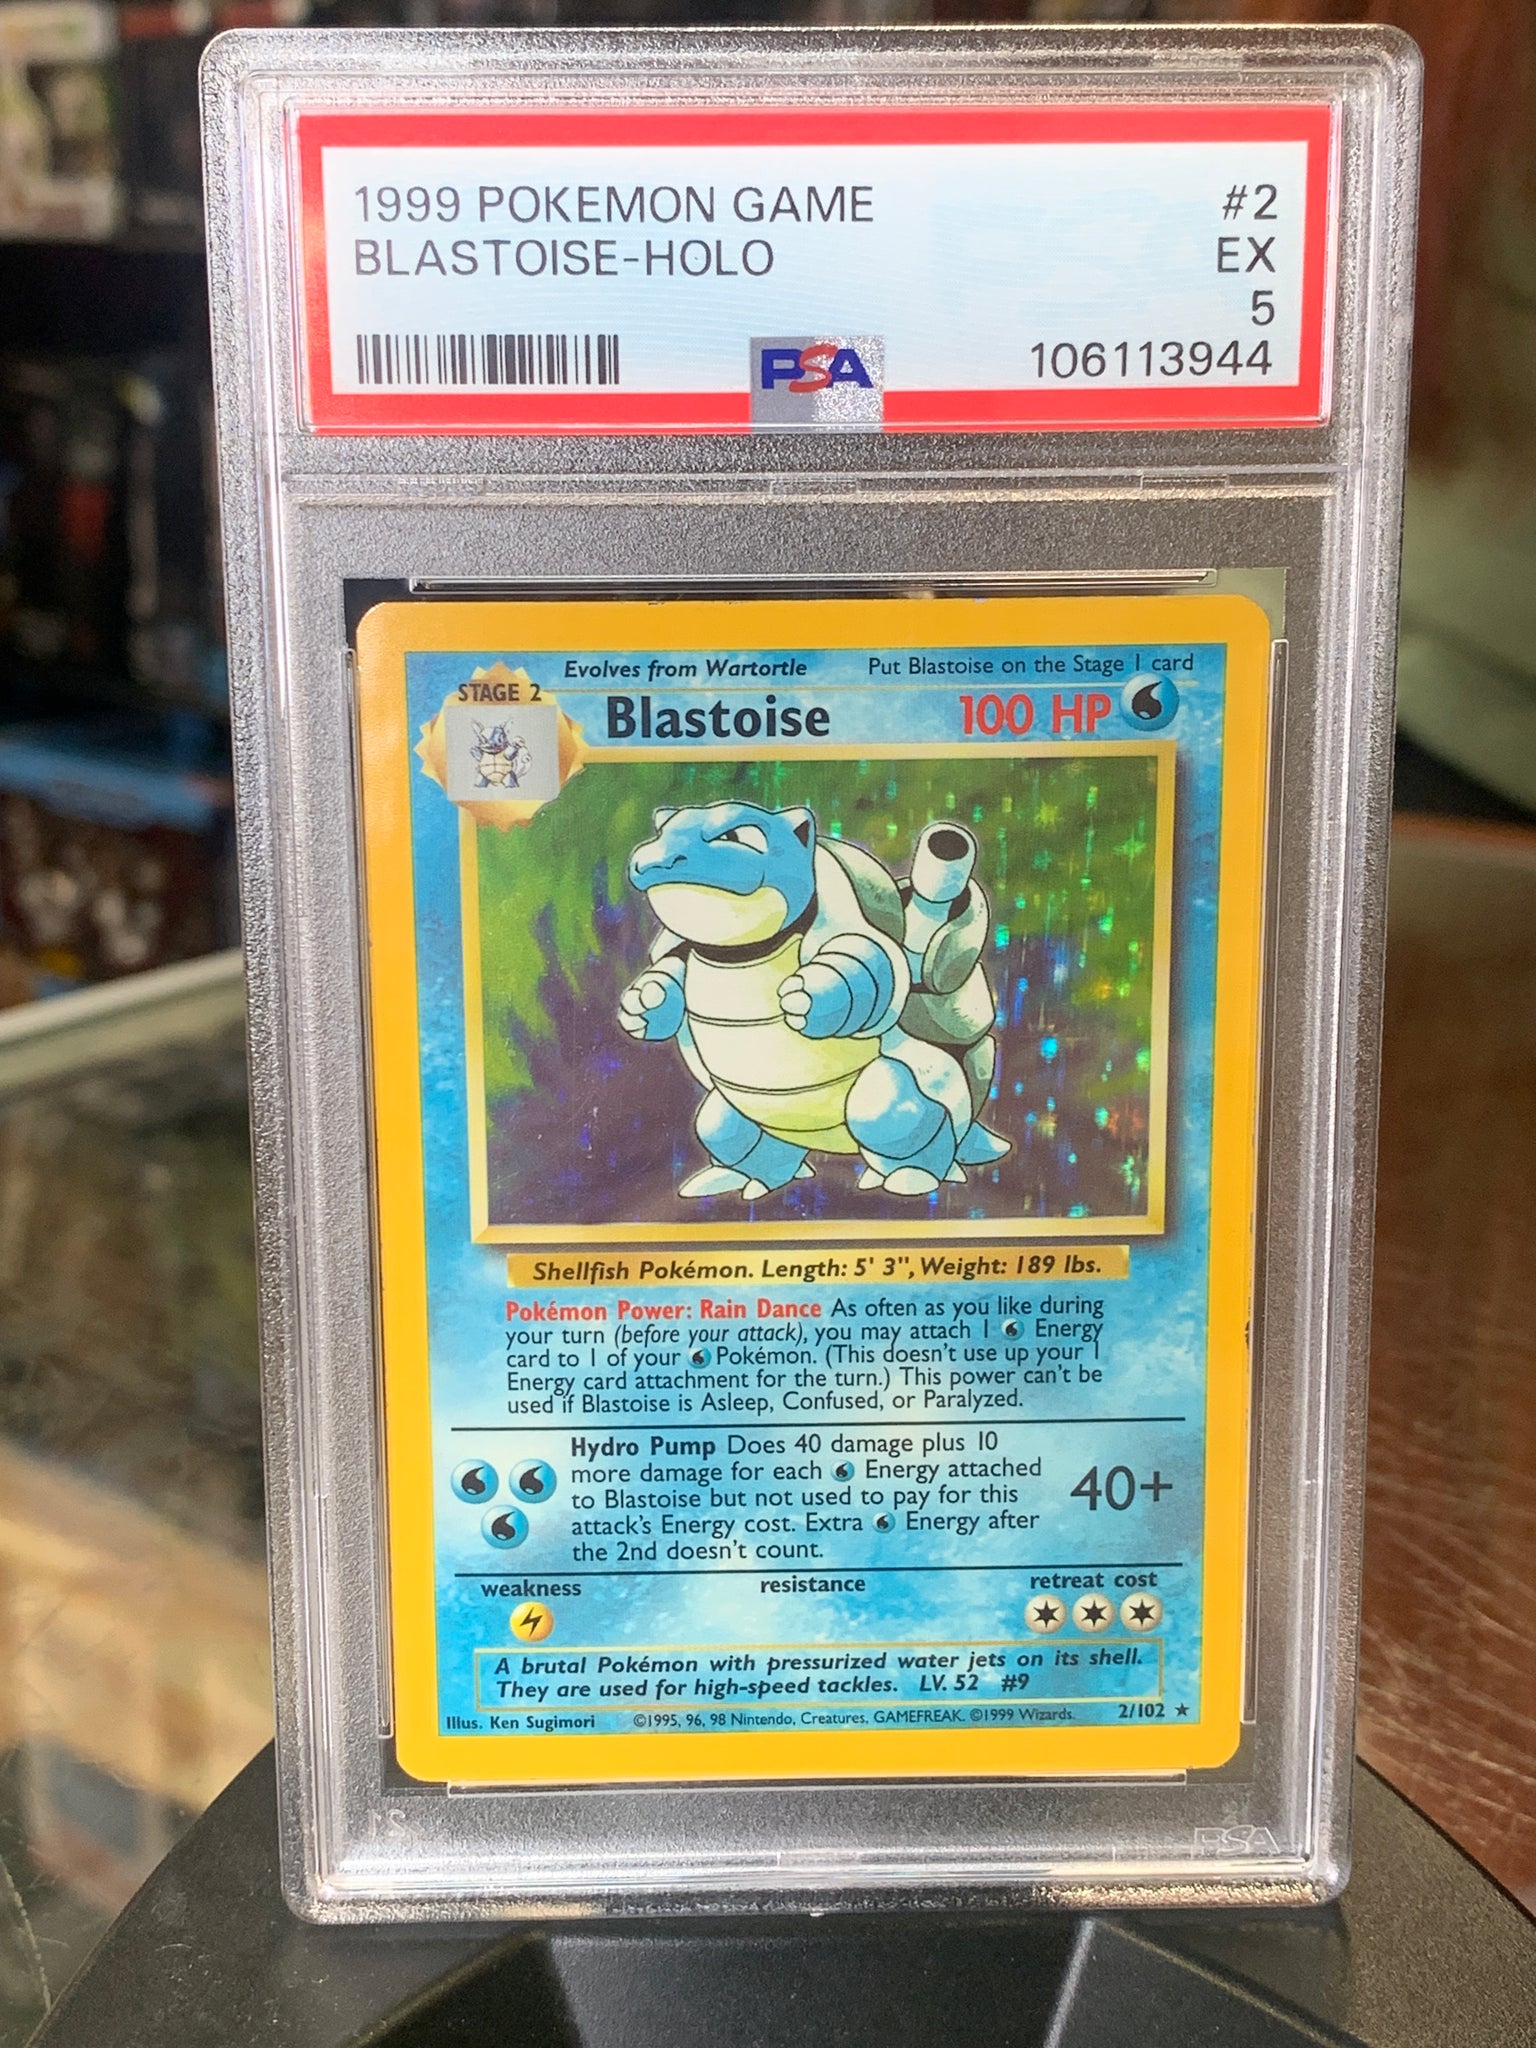 1999 POKEMON GAME #2
BLASTOISE-HOLO EX
5
PSA 106113944
Evolves from Wartortle Put Blastoise on the Stage 1 card
STAGE 2
Blastoise 100 HP
Shellfish Pokémon. Length: 5' 3", Weight: 189 lbs.
Pokémon Power: Rain Dance As often as you like during
your turn (before your attack), you may attach 1 Energy
card to 1 of your Pokémon. (This doesn't use up your 1
Energy card attachment for the turn.) This power can't be
used if Blastoise is Asleep, Confused, or Paralyzed.
Hydro Pump Does 40 damage plus 10
more damage for each Energy attached
to Blastoise but not used to pay for this
attack's Energy cost. Extra Energy after
the 2nd doesn't count.
40+
weakness resistance retreat cost
A brutal Pokémon with pressurized water jets on its shell.
They are used for high-speed tackles. LV. 52 #9
Illus. Ken Sugimori ©1995, 96, 98 Nintendo, Creatures, GAMEFREAK. ©1999 Wizards. 2/102 ★
PSA